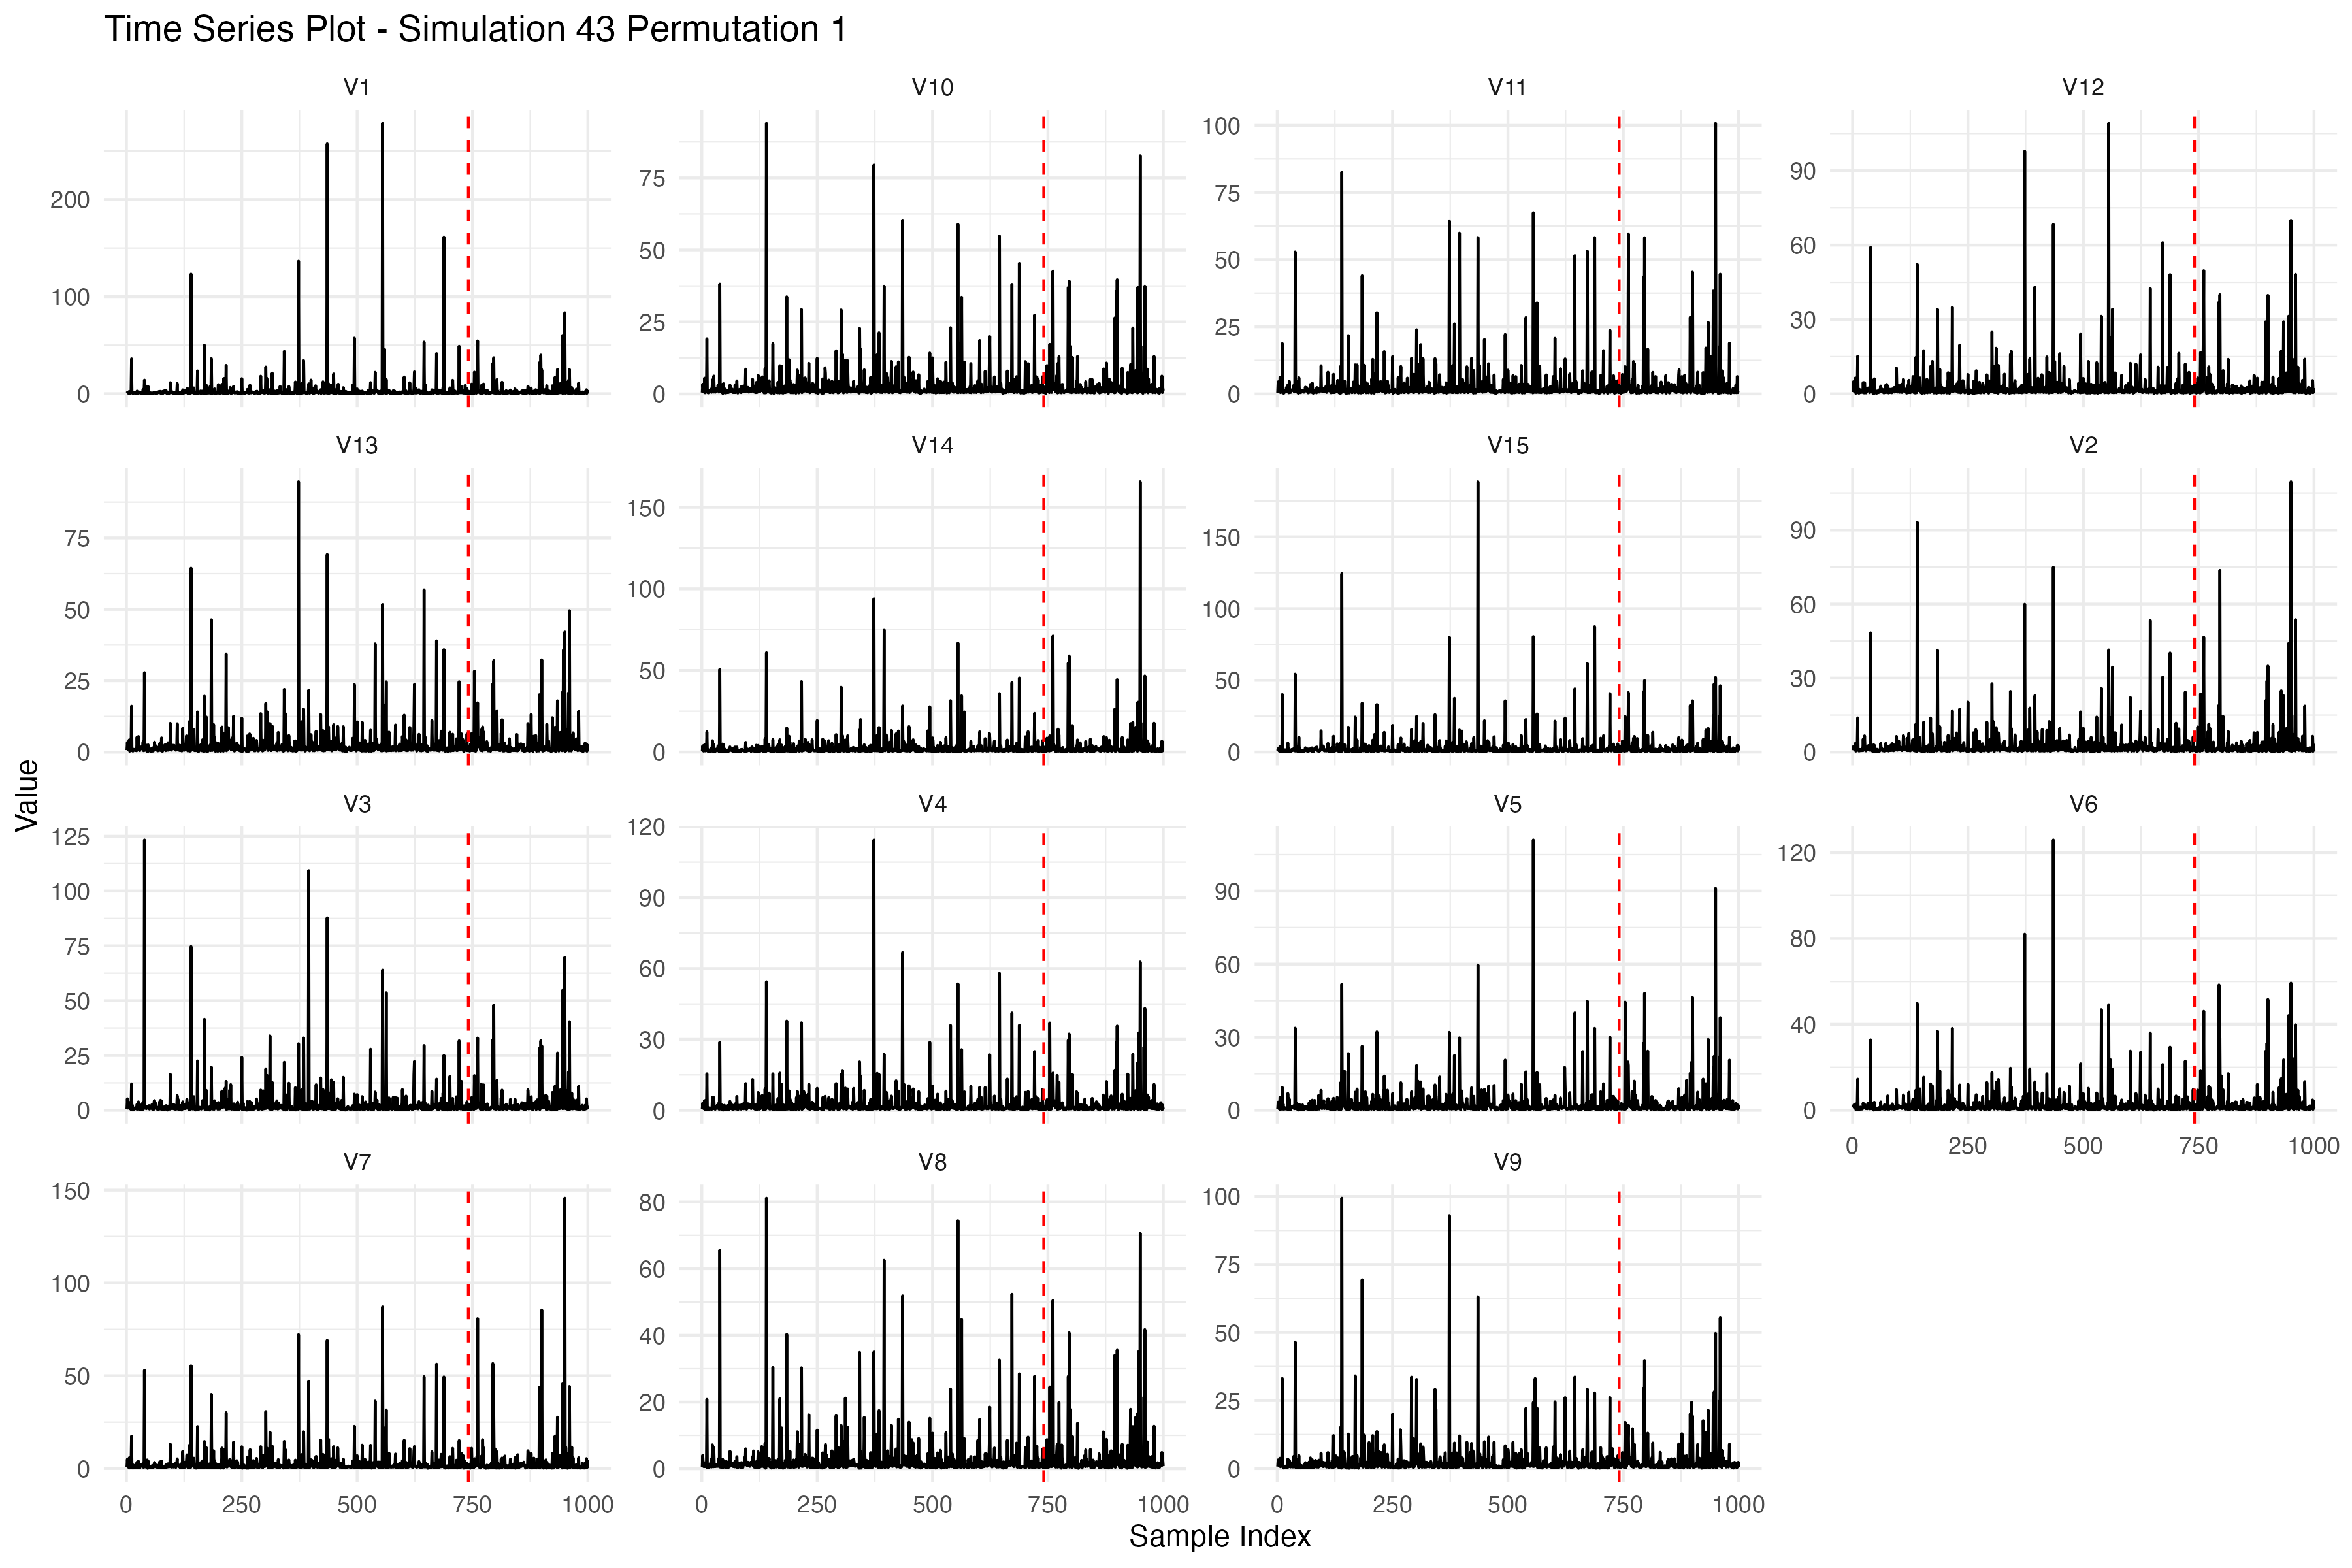 Time Series Plot - Simulation 43 Permutation 1
V1 V10 V11 V12
200 100 0
75 50 25 0
100 75 50 25 0
90 60 30 0
V13 V14 V15 V2
75 50 25 0
150 100 50 0
150 100 50 0
90 60 30 0
Value
V3 V4 V5 V6
125 100 75 50 25 0
120 90 60 30 0
90 60 30 0
120 80 40 0
0 250 500 750 1000
V7 V8 V9
150 100 50 0
80 60 40 20 0
100 75 50 25 0
0 250 500 750 1000
0 250 500 750 1000
0 250 500 750 1000
Sample Index